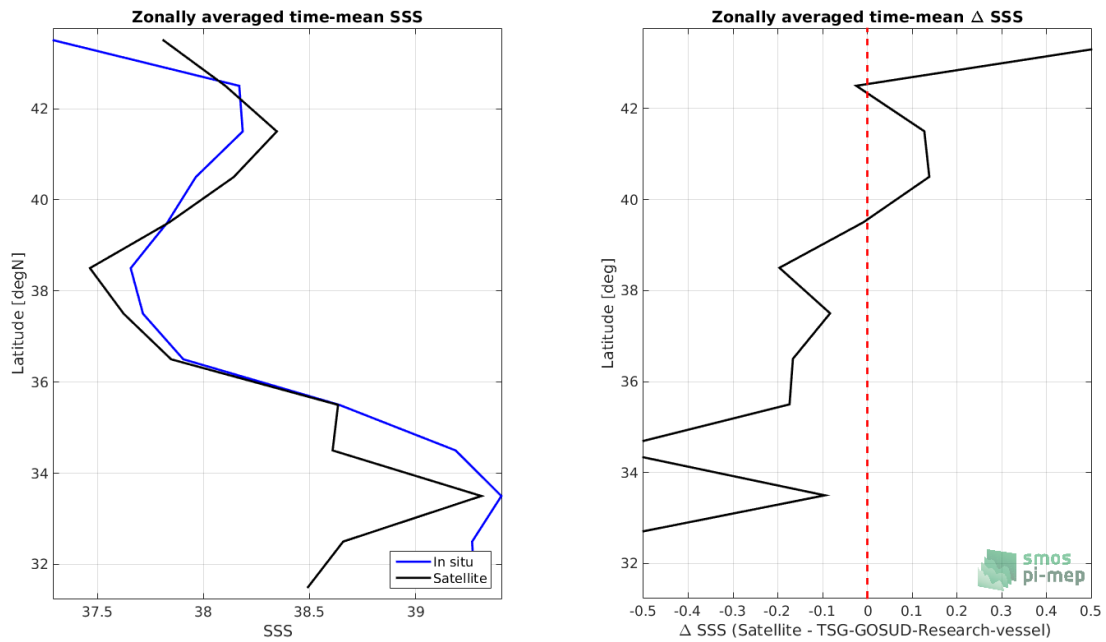 Zonally averaged time-mean SSS
Latitude [degN]
42
40
38
36
34
32
37.5
38
38.5
39
SSS
In situ
Satellite
Zonally averaged time-mean Δ SSS
Latitude [deg]
42
40
38
36
34
32
-0.5
-0.4
-0.3
-0.2
-0.1
0
0.1
0.2
0.3
0.4
0.5
Δ SSS (Satellite - TSG-GOSUD-Research-vessel)
smos
pi-mep